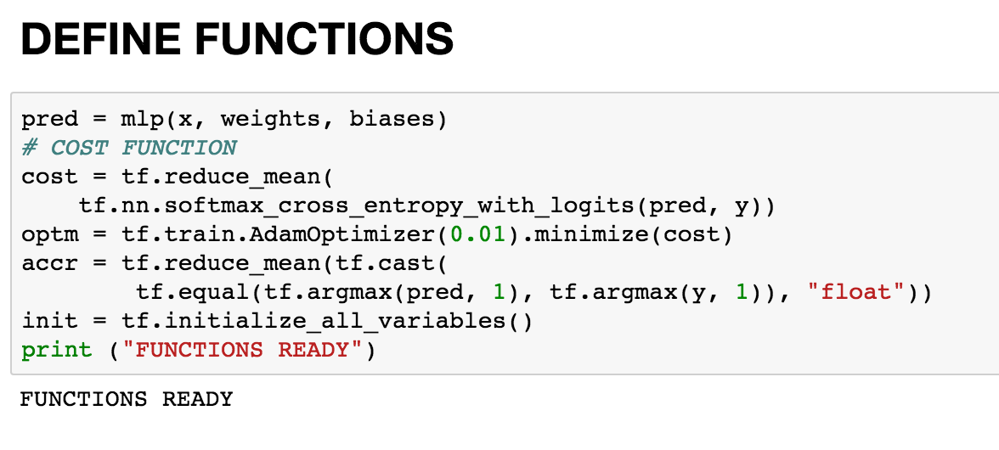 DEFINE FUNCTIONS
pred = mlp(x, weights, biases)
# COST FUNCTION
cost = tf.reduce_mean(
    tf.nn.softmax_cross_entropy_with_logits(pred, y))
optm = tf.train.AdamOptimizer(0.01).minimize(cost)
accr = tf.reduce_mean(tf.cast(
        tf.equal(tf.argmax(pred, 1), tf.argmax(y, 1)), "float"))
init = tf.initialize_all_variables()
print ("FUNCTIONS READY")
FUNCTIONS READY